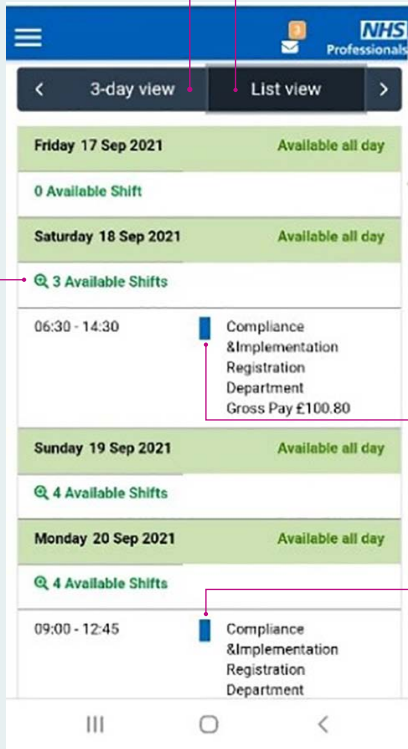 3
NHS
Professionals
3-day view List view
Friday 17 Sep 2021 Available all day
0 Available Shift
Saturday 18 Sep 2021 Available all day
3 Available Shifts
06:30 - 14:30 Compliance
&Implementation
Registration
Department
Gross Pay £100.80
Sunday 19 Sep 2021 Available all day
4 Available Shifts
Monday 20 Sep 2021 Available all day
4 Available Shifts
09:00 - 12:45 Compliance
&Implementation
Registration
Department